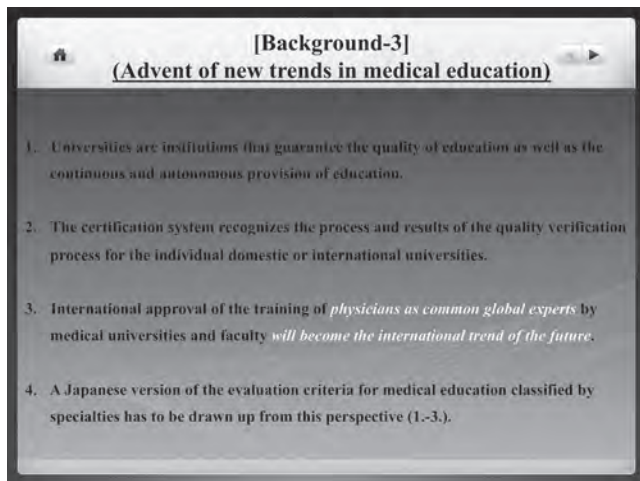 [Background-3]
(Advent of new trends in medical education)
1. Universities are institutions that guarantee the quality of education as well as the
continuous and autonomous provision of education.
2. The certification system recognizes the process and results of the quality verification
process for the individual domestic or international universities.
3. International approval of the training of physicians as common global experts by
medical universities and faculty will become the international trend of the future.
4. A Japanese version of the evaluation criteria for medical education classified by
specialties has to be drawn up from this perspective (1.-3.).